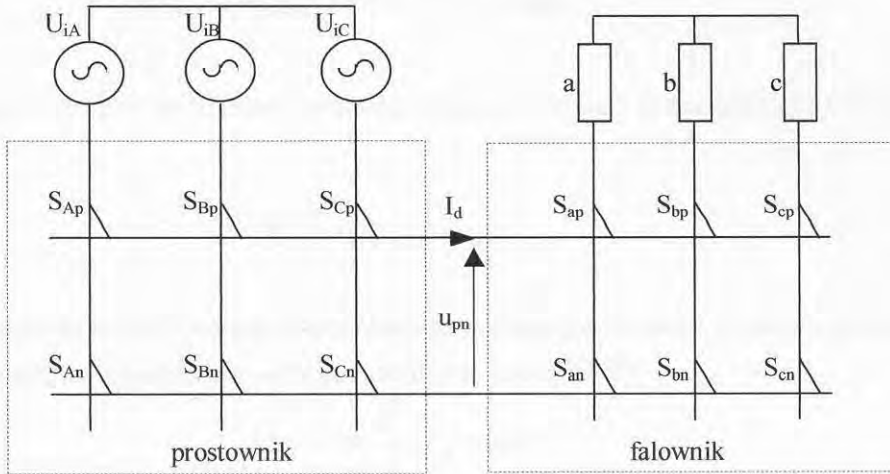 U_iA U_iB U_iC
a b c
S_Ap S_Bp S_Cp I_d S_ap S_bp S_cp
u_pn
S_An S_Bn S_Cn S_an S_bn S_cn
prostownik falownik